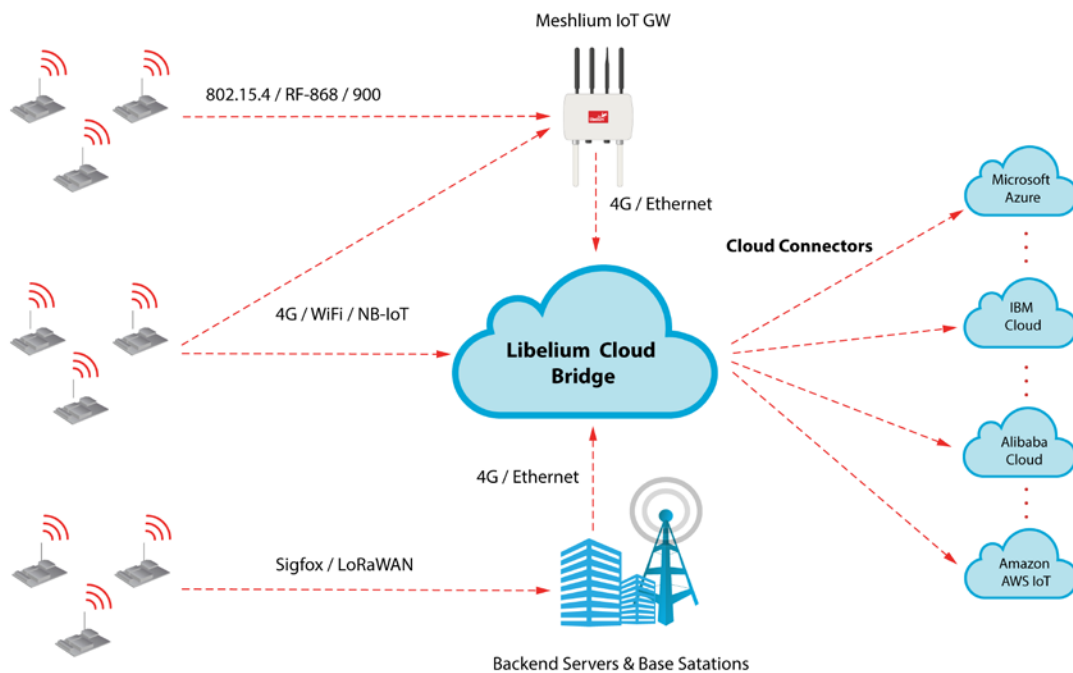 Meshlium IoT GW
802.15.4 / RF-868 / 900
4G / Ethernet
Microsoft
Azure
Cloud Connectors
IBM
Cloud
4G / WiFi / NB-IoT
Libelium Cloud
Bridge
Alibaba
Cloud
4G / Ethernet
Sigfox / LoRaWAN
Amazon
AWS IoT
Backend Servers & Base Satations